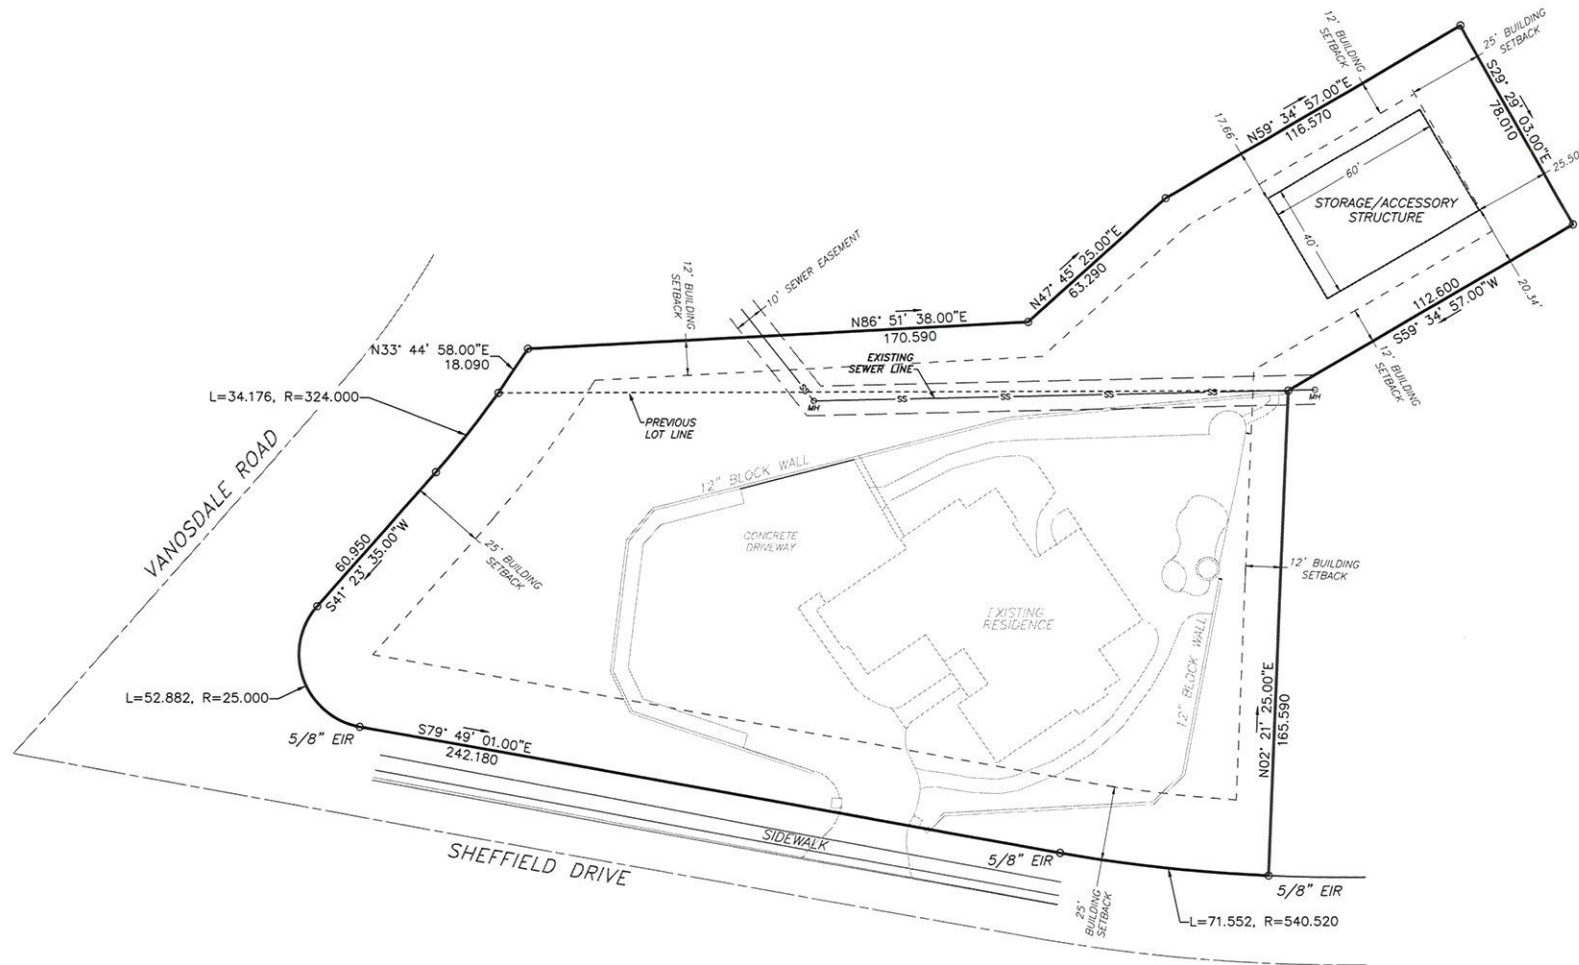 12' BUILDING
SETBACK
25' BUILDING
SETBACK
N59° 34' 57.00"E
116.570
S29° 29' 03.00"E
78.010
17.66'
60'
25.50
STORAGE/ACCESSORY
STRUCTURE
40'
20.34'
112.600
S59° 34' 57.00"W
12' BUILDING
SETBACK
N47° 45' 25.00"E
63.290
10' SEWER EASEMENT
12' BUILDING
SETBACK
N86° 51' 38.00"E
170.590
N33° 44' 58.00"E
18.090
EXISTING
SEWER LINE
L=34.176, R=324.000
SS
MH
SS
SS
SS
SS
MH
PREVIOUS
LOT LINE
VANOSDALE ROAD
12" BLOCK WALL
CONCRETE
DRIVEWAY
60.950
S41° 23' 35.00"W
25' BUILDING
SETBACK
12' BUILDING
SETBACK
EXISTING
RESIDENCE
12" BLOCK WALL
N02° 21' 25.00"E
165.590
L=52.882, R=25.000
5/8" EIR
S79° 49' 01.00"E
242.180
SIDEWALK
SHEFFIELD DRIVE
5/8" EIR
25'
BUILDING
SETBACK
5/8" EIR
L=71.552, R=540.520